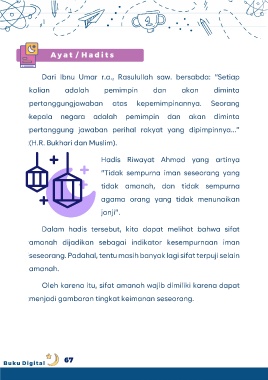 Ayat / Hadits
Dari Ibnu Umar r.a., Rasulullah saw. bersabda: "Setiap
kalian adalah pemimpin dan akan diminta
pertanggungjawaban atas kepemimpinannya. Seorang
kepala negara adalah pemimpin dan akan diminta
pertanggung jawaban perihal rakyat yang dipimpinnya..."
(H.R. Bukhari dan Muslim).
Hadis Riwayat Ahmad yang artinya
"Tidak sempurna iman seseorang yang
tidak amanah, dan tidak sempurna
agama orang yang tidak menunaikan
janji".
Dalam hadis tersebut, kita dapat melihat bahwa sifat
amanah dijadikan sebagai indikator kesempurnaan iman
seseorang. Padahal, tentu masih banyak lagi sifat terpuji selain
amanah.
Oleh karena itu, sifat amanah wajib dimiliki karena dapat
menjadi gambaran tingkat keimanan seseorang.
Buku Digital 67